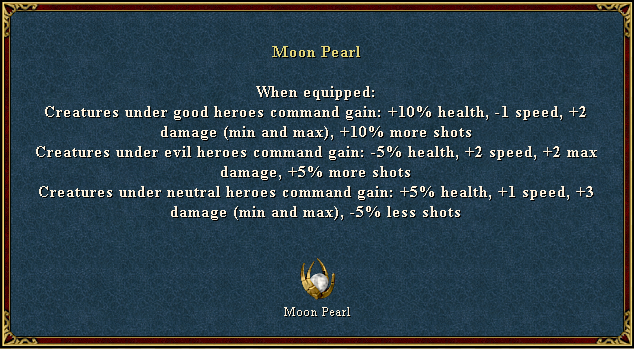 Moon Pearl
When equipped:
Creatures under good heroes command gain: +10% health, -1 speed, +2
damage (min and max), +10% more shots
Creatures under evil heroes command gain: -5% health, +2 speed, +2 max
damage, +5% more shots
Creatures under neutral heroes command gain: +5% health, +1 speed, +3
damage (min and max), -5% less shots
Moon Pearl